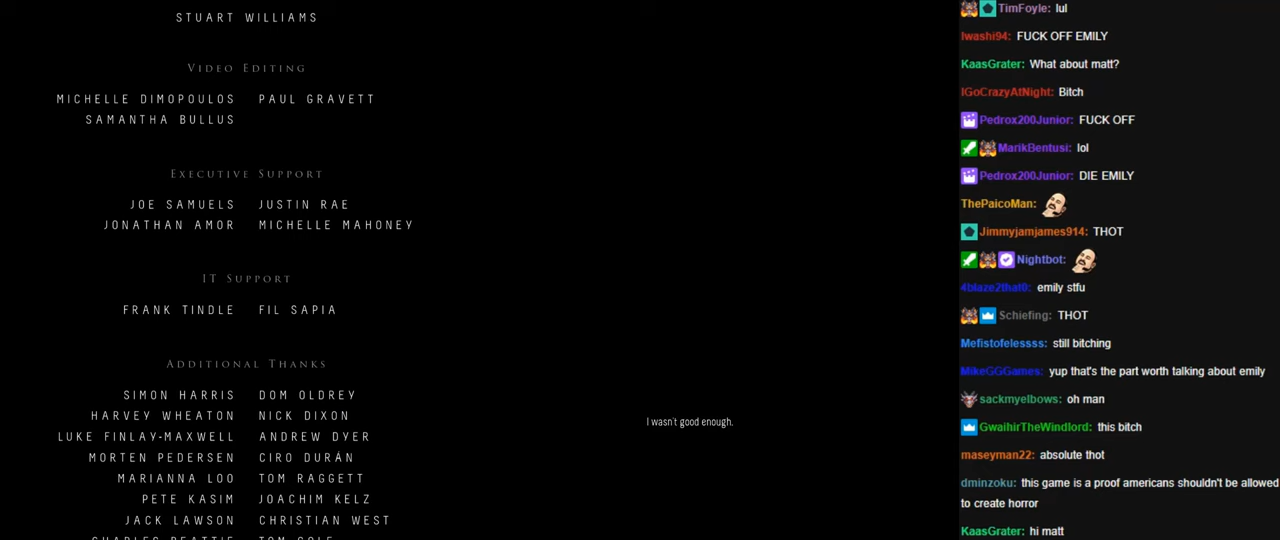 STUART WILLIAMS
VIDEO EDITING
MICHELLE DIMOPOULOS PAUL GRAVETT
SAMANTHA BULLUS
EXECUTIVE SUPPORT
JOE SAMUELS JUSTIN RAE
JONATHAN AMOR MICHELLE MAHONEY
IT SUPPORT
FRANK TINDLE FIL SAPIA
ADDITIONAL THANKS
SIMON HARRIS DOM OLDREY
HARVEY WHEATON NICK DIXON
LUKE FINLAY-MAXWELL ANDREW DYER
MORTEN PEDERSEN CIRO DURÁN
MARIANNA LOO TOM RAGGETT
PETE KASIM JOACHIM KELZ
JACK LAWSON CHRISTIAN WEST
I wasn't good enough.
TimFoyle: lul
Iwashi94: FUCK OFF EMILY
KaasGrater: What about matt?
IGoCrazyAtNight: Bitch
Pedrox200Junior: FUCK OFF
MarikBentusi: lol
Pedrox200Junior: DIE EMILY
ThePaicoMan:
Jimmyjamjames914: THOT
Nightbot:
4blaze2that0: emily stfu
Schiefing: THOT
Mefistofelessss: still bitching
MikeGGGames: yup that's the part worth talking about emily
sackmyelbows: oh man
GwaihirTheWindlord: this bitch
maseyman22: absolute thot
dminzoku: this game is a proof americans shouldn't be allowed
to create horror
KaasGrater: hi matt